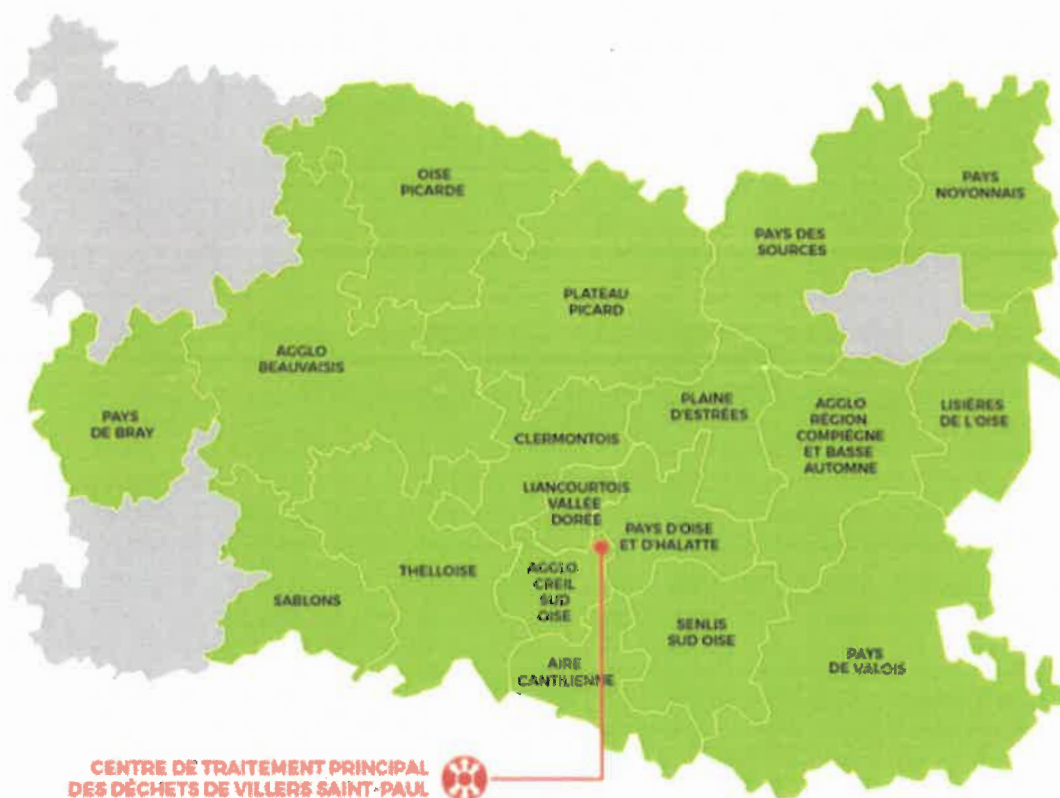 OISE
PICARDE
PAYS
NOYONNAIS
PAYS DES
SOURCES
PLATEAU
PICARD
AGGLO
BEAUVAISIS
PAYS
DE BRAY
PLAINE
D'ESTRÉES
AGGLO
RÉGION
COMPIÈGNE
ET BASSE
AUTOMNE
LISIÈRES
DE L'OISE
CLERMONTOIS
LIANCOURTOIS
VALLÉE
DORÉE
PAYS D'OISE
ET D'HALATTE
THELLOISE
AGGLO
CREIL
SUD
OISE
SABLONS
SENLIS
SUD OISE
AIRE
CANTILIENNE
PAYS
DE VALOIS
CENTRE DE TRAITEMENT PRINCIPAL
DES DÉCHETS DE VILLERS SAINT-PAUL